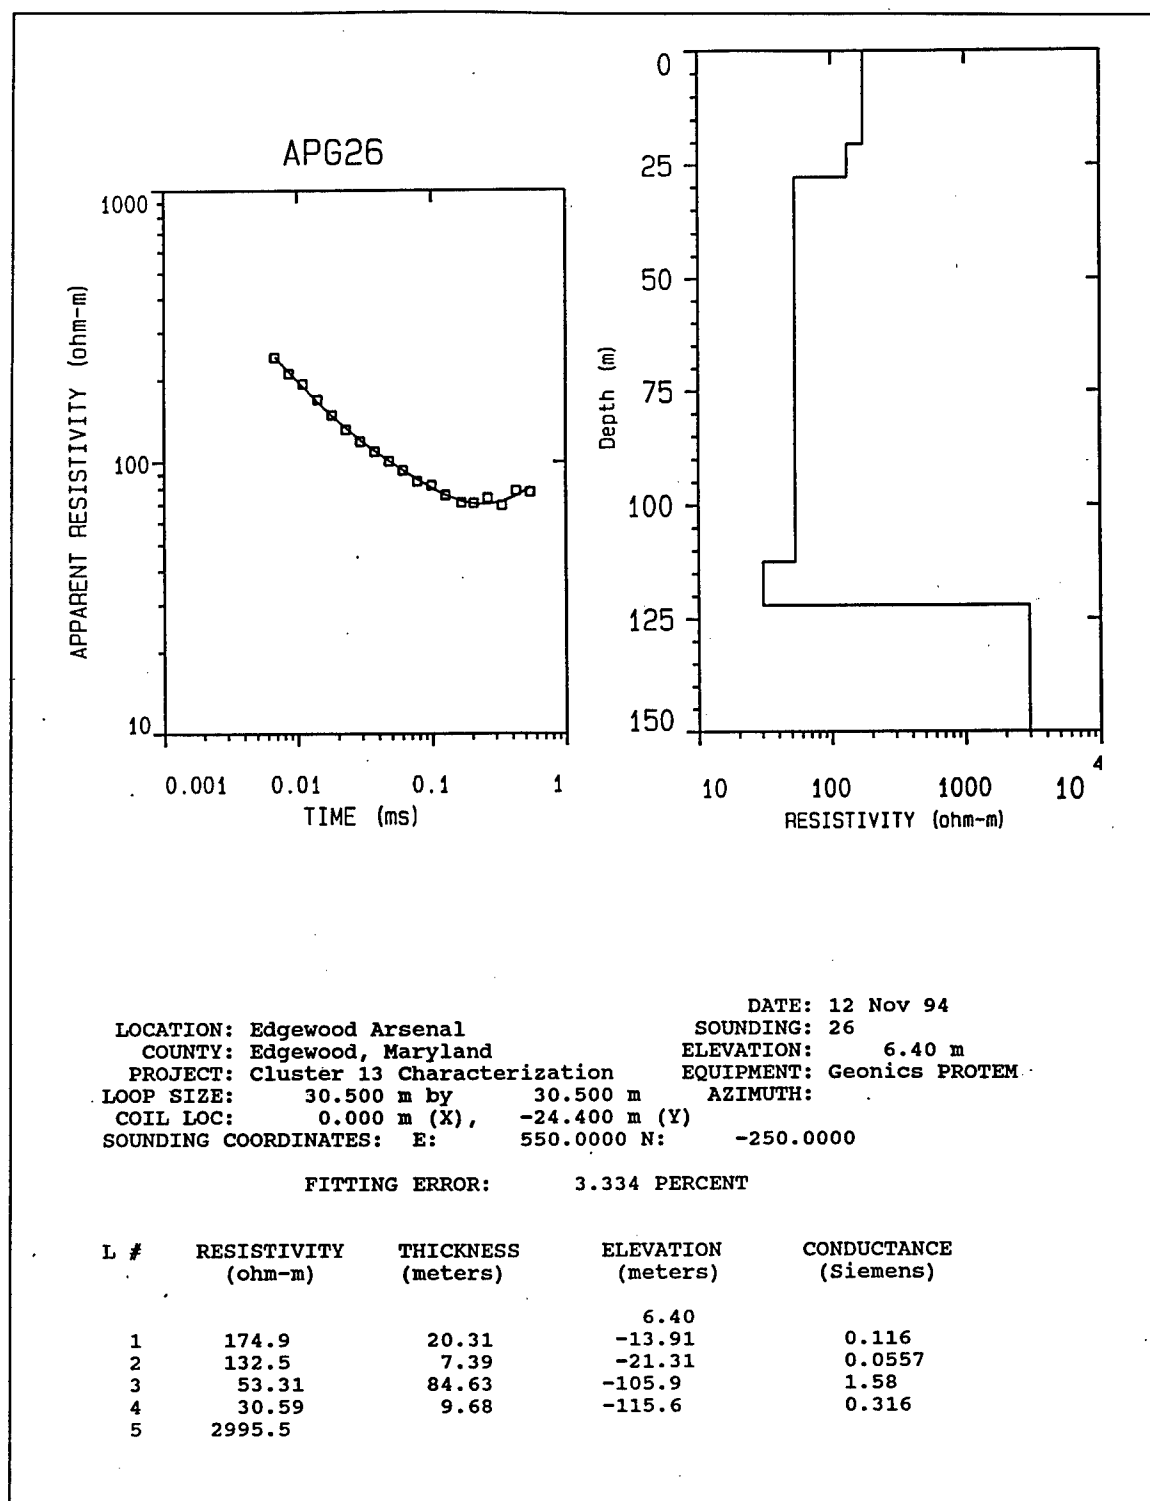 APG26
1000
100
10
APPARENT RESISTIVITY (ohm-m)
0.001 0.01 0.1 1
TIME (ms)
0
25
50
75
100
125
150
Depth (m)
10 100 1000 10 4
RESISTIVITY (ohm-m)
DATE: 12 Nov 94
LOCATION: Edgewood Arsenal SOUNDING: 26
COUNTY: Edgewood, Maryland ELEVATION: 6.40 m
PROJECT: Cluster 13 Characterization EQUIPMENT: Geonics PROTEM
LOOP SIZE: 30.500 m by 30.500 m AZIMUTH:
COIL LOC: 0.000 m (X), -24.400 m (Y)
SOUNDING COORDINATES: E: 550.0000 N: -250.0000
FITTING ERROR: 3.334 PERCENT
L # RESISTIVITY THICKNESS ELEVATION CONDUCTANCE
(ohm-m) (meters) (meters) (Siemens)
6.40
1 174.9 20.31 -13.91 0.116
2 132.5 7.39 -21.31 0.0557
3 53.31 84.63 -105.9 1.58
4 30.59 9.68 -115.6 0.316
5 2995.5